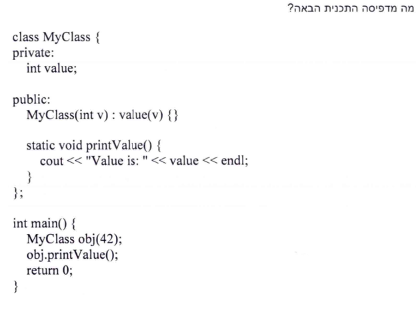 מה מדפיסה התכנית הבאה?
class MyClass {
private:
int value;
public:
MyClass(int v) : value(v) {}
static void printValue() {
cout << "Value is: " << value << endl;
}
};
int main() {
MyClass obj(42);
obj.printValue();
return 0;
}